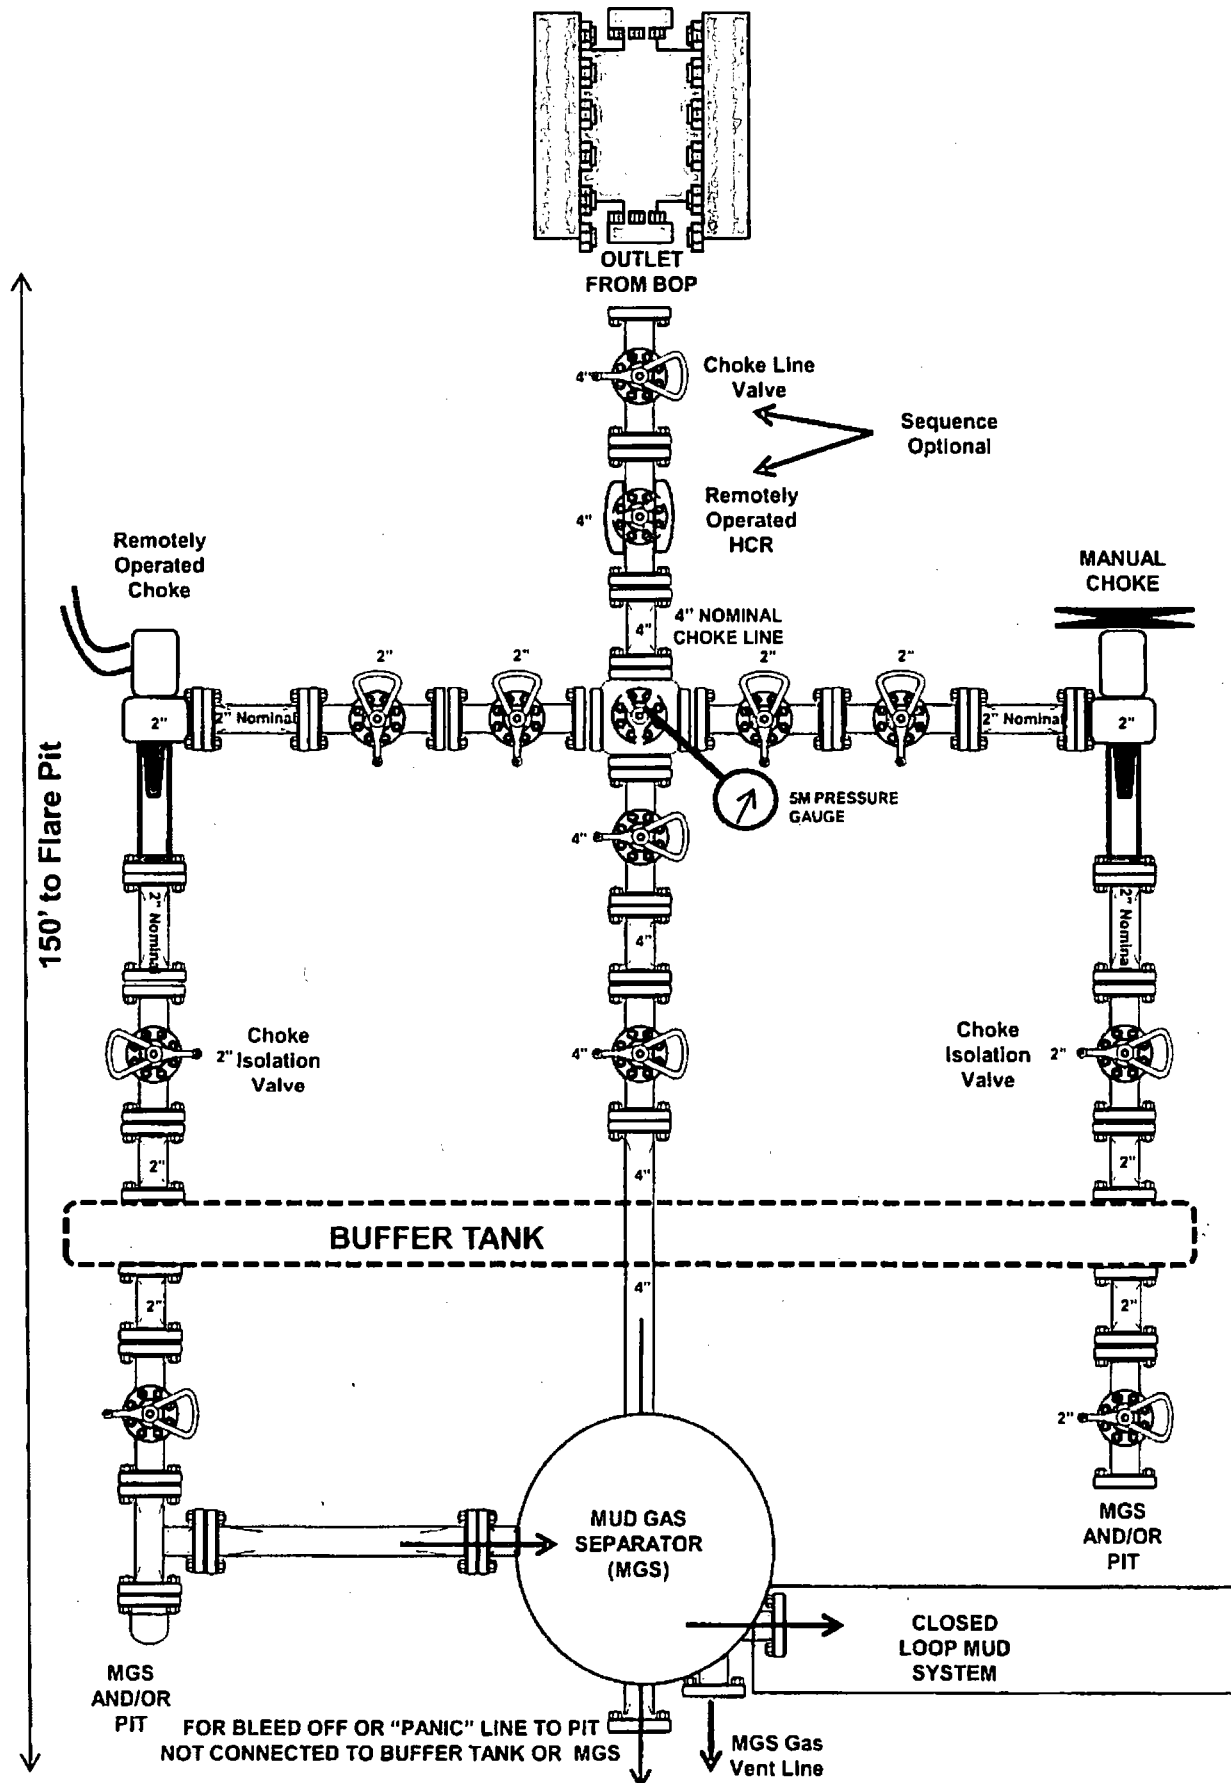 OUTLET
FROM BOP
4"
Choke Line
Valve
Sequence
Optional
4"
Remotely
Operated
HCR
Remotely
Operated
Choke
MANUAL
CHOKE
4"
4" NOMINAL
CHOKE LINE
2"
2"
2"
2"
2"
2" Nominal
2" Nominal
2"
5M PRESSURE
GAUGE
4"
150' to Flare Pit
2" Nominal
4"
2" Nominal
2"
Choke
Isolation
Valve
4"
Choke
Isolation
Valve
2"
2"
4"
2"
BUFFER TANK
2"
4"
2"
2"
MUD GAS
SEPARATOR
(MGS)
MGS
AND/OR
PIT
CLOSED
LOOP MUD
SYSTEM
MGS
AND/OR
PIT
FOR BLEED OFF OR "PANIC" LINE TO PIT
NOT CONNECTED TO BUFFER TANK OR MGS
MGS Gas
Vent Line